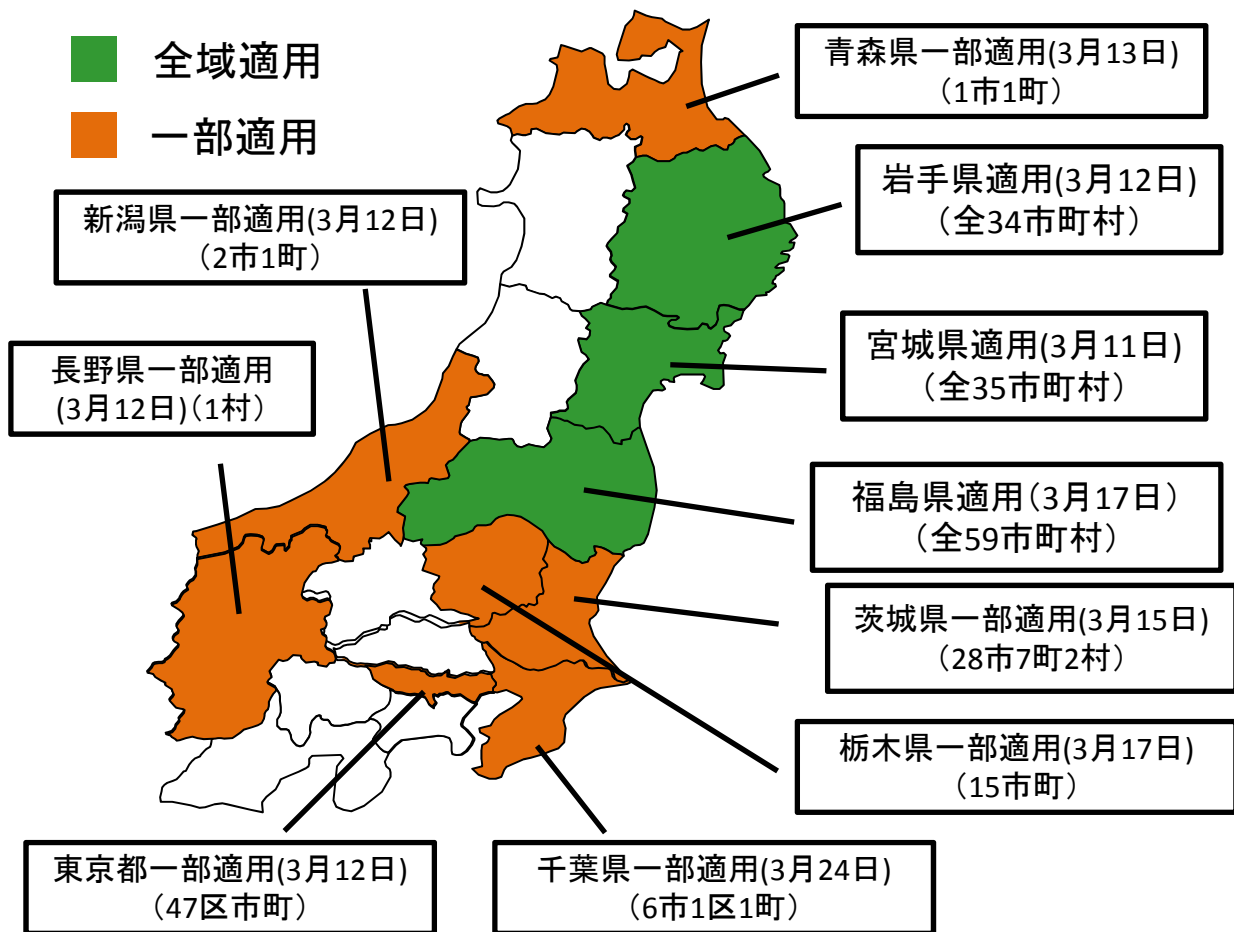 全域適用
一部適用
青森県一部適用(3月13日)
（1市1町）
岩手県適用(3月12日)
（全34市町村）
新潟県一部適用(3月12日)
（2市1町）
宮城県適用(3月11日)
（全35市町村）
長野県一部適用
(3月12日)（1村）
福島県適用（3月17日）
（全59市町村）
茨城県一部適用(3月15日)
（28市7町2村）
栃木県一部適用(3月17日)
（15市町）
東京都一部適用(3月12日)
（47区市町）
千葉県一部適用(3月24日)
（6市1区1町）